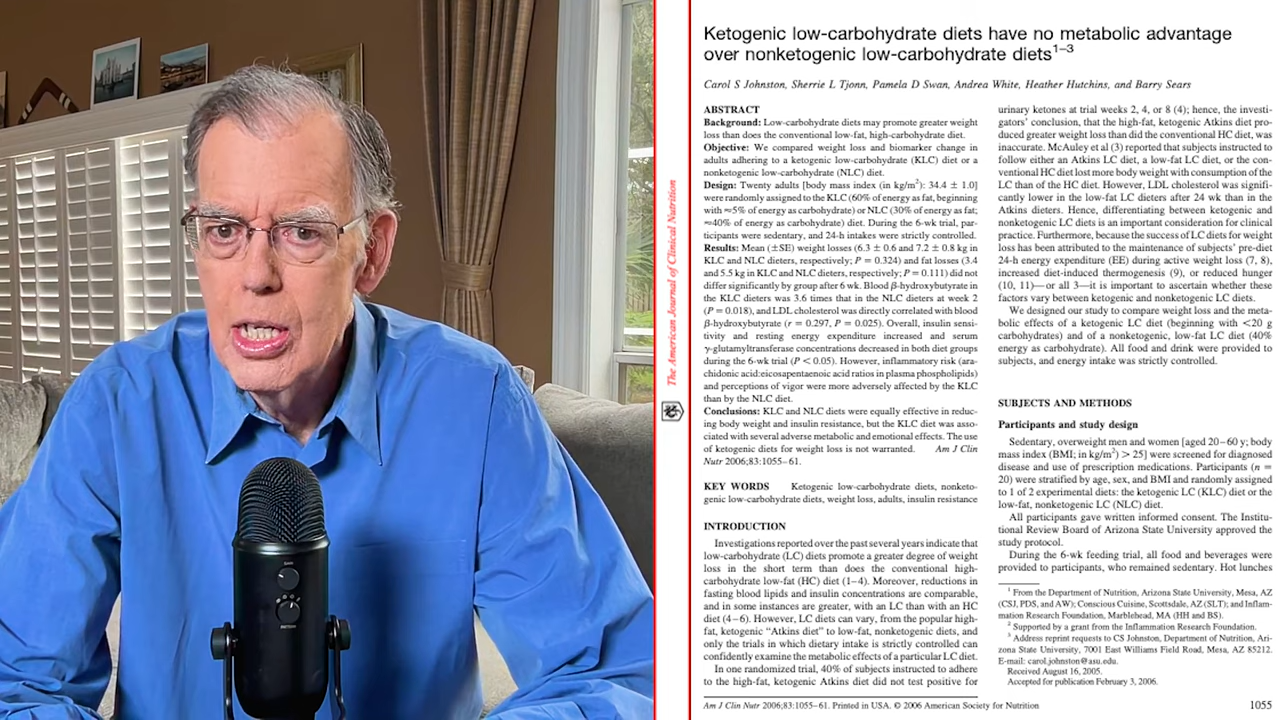 Ketogenic low-carbohydrate diets have no metabolic advantage
over nonketogenic low-carbohydrate diets1–3
Carol S Johnston, Sherrie L Tjonn, Pamela D Swan, Andrea White, Heather Hutchins, and Barry Sears
The American Journal of Clinical Nutrition
ABSTRACT
Background: Low-carbohydrate diets may promote greater weight
loss than does the conventional low-fat, high-carbohydrate diet.
Objective: We compared weight loss and biomarker change in
adults adhering to a ketogenic low-carbohydrate (KLC) diet or a
nonketogenic low-carbohydrate (NLC) diet.
Design: Twenty adults [body mass index (in kg/m²): 34.4 ± 1.0]
were randomly assigned to the KLC (60% of energy as fat, beginning
with ≈5% of energy as carbohydrate) or NLC (30% of energy as fat;
≈40% of energy as carbohydrate) diet. During the 6-wk trial, par-
ticipants were sedentary, and 24-h intakes were strictly controlled.
Results: Mean (±SE) weight losses (6.3 ± 0.6 and 7.2 ± 0.8 kg in
KLC and NLC dieters, respectively; P = 0.324) and fat losses (3.4
and 5.5 kg in KLC and NLC dieters, respectively; P = 0.111) did not
differ significantly by group after 6 wk. Blood β-hydroxybutyrate in
the KLC dieters was 3.6 times that in the NLC dieters at week 2
(P = 0.018), and LDL cholesterol was directly correlated with blood
β-hydroxybutyrate (r = 0.297, P = 0.025). Overall, insulin sensi-
tivity and resting energy expenditure increased and serum
γ-glutamyltransferase concentrations decreased in both diet groups
during the 6-wk trial (P < 0.05). However, inflammatory risk (ara-
chidonic acid:eicosapentaenoic acid ratios in plasma phospholipids)
and perceptions of vigor were more adversely affected by the KLC
than by the NLC diet.
Conclusions: KLC and NLC diets were equally effective in reduc-
ing body weight and insulin resistance, but the KLC diet was asso-
ciated with several adverse metabolic and emotional effects. The use
of ketogenic diets for weight loss is not warranted. Am J Clin
Nutr 2006;83:1055–61.
KEY WORDS Ketogenic low-carbohydrate diets, nonketo-
genic low-carbohydrate diets, weight loss, adults, insulin resistance
INTRODUCTION
Investigations reported over the past several years indicate that
low-carbohydrate (LC) diets promote a greater degree of weight
loss in the short term than does the conventional high-
carbohydrate low-fat (HC) diet (1–4). Moreover, reductions in
fasting blood lipids and insulin concentrations are comparable,
and in some instances are greater, with an LC than with an HC
diet (4–6). However, LC diets can vary, from the popular high-
fat, ketogenic “Atkins diet” to low-fat, nonketogenic diets, and
only the trials in which dietary intake is strictly controlled can
confidently examine the metabolic effects of a particular LC diet.
In one randomized trial, 40% of subjects instructed to adhere
to the high-fat, ketogenic Atkins diet did not test positive for
urinary ketones at trial weeks 2, 4, or 8 (4); hence, the investi-
gators’ conclusion, that the high-fat, ketogenic Atkins diet pro-
duced greater weight loss than did the conventional HC diet, was
inaccurate. McAuley et al (3) reported that subjects instructed to
follow either an Atkins LC diet, a low-fat LC diet, or the con-
ventional HC diet lost more body weight with consumption of the
LC than of the HC diet. However, LDL cholesterol was signifi-
cantly lower in the low-fat LC dieters after 24 wk than in the
Atkins dieters. Hence, differentiating between ketogenic and
nonketogenic LC diets is an important consideration for clinical
practice. Furthermore, because the success of LC diets for weight
loss has been attributed to the maintenance of subjects’ pre-diet
24-h energy expenditure (EE) during active weight loss (7, 8),
increased diet-induced thermogenesis (9), or reduced hunger
(10, 11)—or all 3—it is important to ascertain whether these
factors vary between ketogenic and nonketogenic LC diets.
We designed our study to compare weight loss and the meta-
bolic effects of a ketogenic LC diet (beginning with <20 g
carbohydrates) and of a nonketogenic, low-fat LC diet (40%
energy as carbohydrate). All food and drink were provided to
subjects, and energy intake was strictly controlled.
SUBJECTS AND METHODS
Participants and study design
Sedentary, overweight men and women [aged 20–60 y; body
mass index (BMI; in kg/m²) > 25] were screened for diagnosed
disease and use of prescription medications. Participants (n =
20) were stratified by age, sex, and BMI and randomly assigned
to 1 of 2 experimental diets: the ketogenic LC (KLC) diet or the
low-fat, nonketogenic LC (NLC) diet.
All participants gave written informed consent. The Institu-
tional Review Board of Arizona State University approved the
study protocol.
During the 6-wk feeding trial, all food and beverages were
provided to participants, who remained sedentary. Hot lunches
1 From the Department of Nutrition, Arizona State University, Mesa, AZ
(CSJ, PDS, and AW); Conscious Cuisine, Scottsdale, AZ (SLT); and Inflam-
mation Research Foundation, Marblehead, MA (HH and BS).
2 Supported by a grant from the Inflammation Research Foundation.
3 Address reprint requests to CS Johnston, Department of Nutrition, Ari-
zona State University, 7001 East Williams Field Road, Mesa, AZ 85212.
E-mail: carol.johnston@asu.edu.
Received August 16, 2005.
Accepted for publication February 3, 2006.
Am J Clin Nutr 2006;83:1055–61. Printed in USA. © 2006 American Society for Nutrition
1055